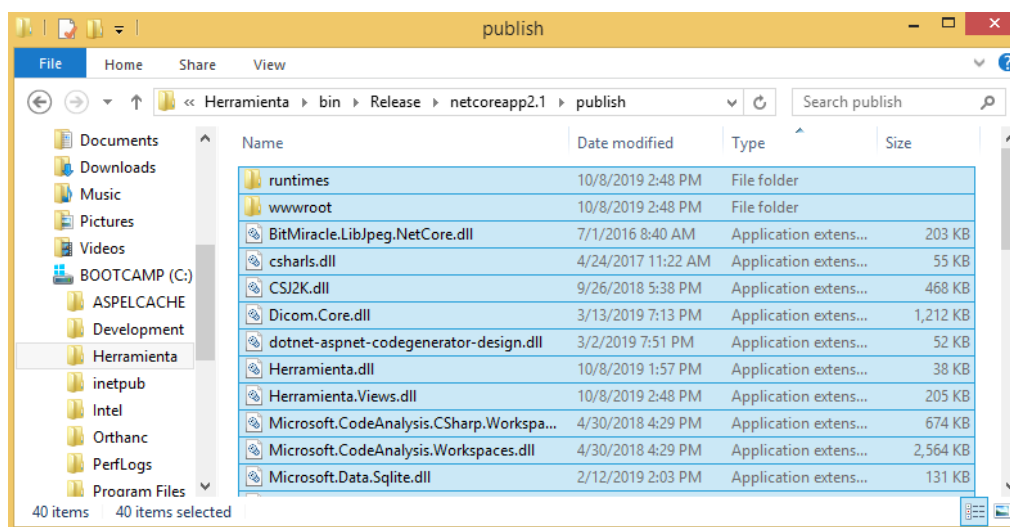 publish
File Home Share View
« Herramienta bin Release netcoreapp2.1 publish Search publish
Documents
Downloads
Music
Pictures
Videos
BOOTCAMP (C:)
ASPELCACHE
Development
Herramienta
inetpub
Intel
Orthanc
PerfLogs
Program Files
Name Date modified Type Size
runtimes 10/8/2019 2:48 PM File folder
wwwroot 10/8/2019 2:48 PM File folder
BitMiracle.LibJpeg.NetCore.dll 7/1/2016 8:40 AM Application extens... 203 KB
csharls.dll 4/24/2017 11:22 AM Application extens... 55 KB
CSJ2K.dll 9/26/2018 5:38 PM Application extens... 468 KB
Dicom.Core.dll 3/13/2019 7:13 PM Application extens... 1,212 KB
dotnet-aspnet-codegenerator-design.dll 3/2/2019 7:51 PM Application extens... 52 KB
Herramienta.dll 10/8/2019 1:57 PM Application extens... 38 KB
Herramienta.Views.dll 10/8/2019 2:48 PM Application extens... 205 KB
Microsoft.CodeAnalysis.CSharp.Workspa... 4/30/2018 4:29 PM Application extens... 674 KB
Microsoft.CodeAnalysis.Workspaces.dll 4/30/2018 4:29 PM Application extens... 2,564 KB
Microsoft.Data.Sqlite.dll 2/12/2019 2:03 PM Application extens... 131 KB
40 items 40 items selected